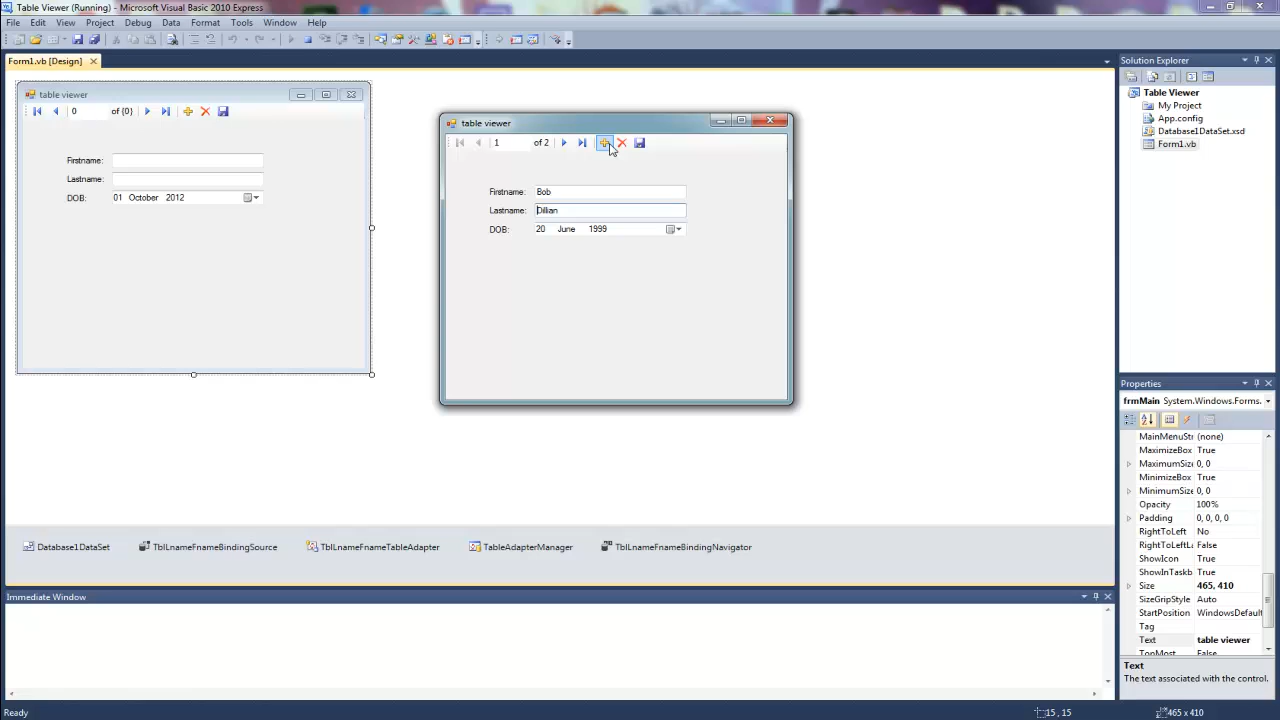 Table Viewer (Running) - Microsoft Visual Basic 2010 Express
File Edit View Project Debug Data Format Tools Window Help
Form1.vb [Design]
table viewer
0 of {0}
Firstname:
Lastname:
DOB: 01 October 2012
table viewer
1 of 2
Firstname: Bob
Lastname: Dillian
DOB: 20 June 1999
Database1DataSet TblLnameFnameBindingSource TblLnameFnameTableAdapter TableAdapterManager TblLnameFnameBindingNavigator
Immediate Window
Solution Explorer
Table Viewer
My Project
App.config
Database1DataSet.xsd
Form1.vb
Properties
frmMain System.Windows.Forms.
MainMenuStr (none)
MaximizeBox True
MaximumSize 0, 0
MinimizeBox True
MinimumSize 0, 0
Opacity 100%
Padding 0, 0, 0, 0
RightToLeft No
RightToLeftLa False
ShowIcon True
ShowInTaskb True
Size 465, 410
SizeGripStyle Auto
StartPosition WindowsDefault
Tag
Text table viewer
TopMost False
Text
The text associated with the control.
Ready 15, 15 465 x 410